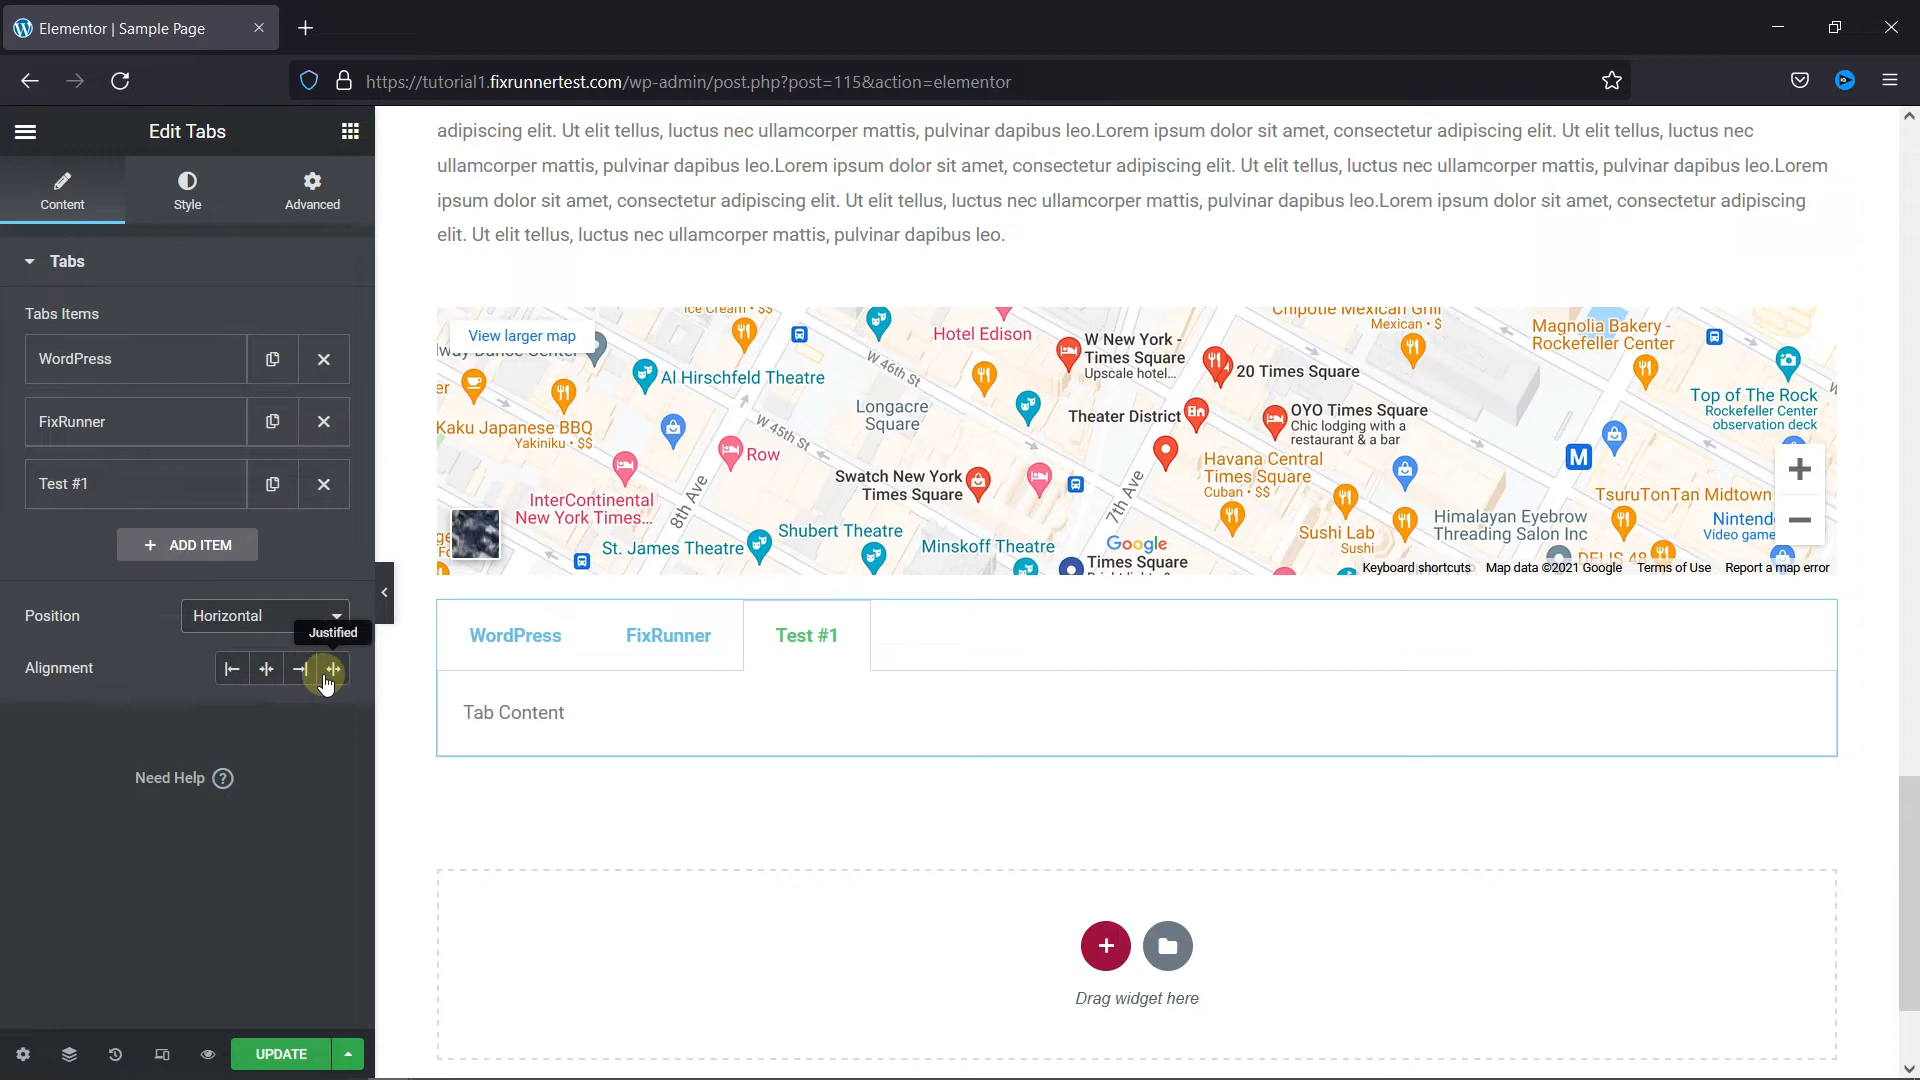 Elementor | Sample Page
https://tutorial1.fixrunnertest.com/wp-admin/post.php?post=115&action=elementor
Edit Tabs
Content
Style
Advanced
Tabs
Tabs Items
WordPress
FixRunner
Test #1
ADD ITEM
Position
Horizontal
Justified
Alignment
Need Help
UPDATE
adipiscing elit. Ut elit tellus, luctus nec ullamcorper mattis, pulvinar dapibus leo.Lorem ipsum dolor sit amet, consectetur adipiscing elit. Ut elit tellus, luctus nec
ullamcorper mattis, pulvinar dapibus leo.Lorem ipsum dolor sit amet, consectetur adipiscing elit. Ut elit tellus, luctus nec ullamcorper mattis, pulvinar dapibus leo.Lorem
ipsum dolor sit amet, consectetur adipiscing elit. Ut elit tellus, luctus nec ullamcorper mattis, pulvinar dapibus leo.Lorem ipsum dolor sit amet, consectetur adipiscing
elit. Ut elit tellus, luctus nec ullamcorper mattis, pulvinar dapibus leo.
Ice Cream · $$
View larger map
Hotel Edison
W New York -
Times Square
Upscale hotel...
Chipotle Mexican Grill
Mexican · $
Magnolia Bakery -
Rockefeller Center
W 46th St
Al Hirschfeld Theatre
20 Times Square
Top of The Rock
Rockefeller Center
observation deck
Longacre
Square
Theater District
OYO Times Square
Chic lodging with a
restaurant & a bar
Kaku Japanese BBQ
Yakiniku · $$
W 45th St
Row
Swatch New York
Times Square
Havana Central
Times Square
Cuban · $$
M
InterContinental
New York Times...
8th Ave
7th Ave
TsuruTonTan Midtown
Shubert Theatre
Sushi Lab
Sushi
Himalayan Eyebrow
Threading Salon Inc
Nintend
Video game
St. James Theatre
Minskoff Theatre
Google
Times Square
Keyboard shortcuts
Map data ©2021 Google
Terms of Use
Report a map error
WordPress
FixRunner
Test #1
Tab Content
Drag widget here